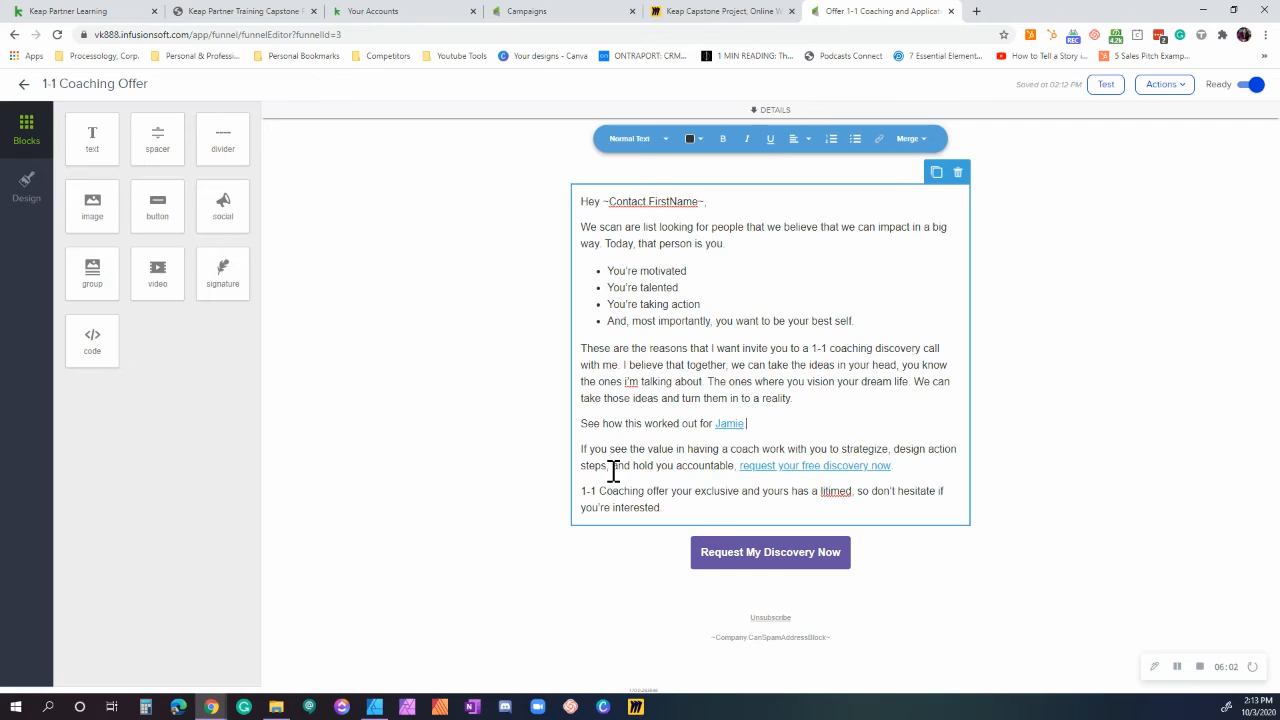 Keap Partner Learning
Keap Partner Training Capstone F
Your Accounts
Campaigns
Keap Capstone Project, Online W
Offer 1-1 Coaching and Applicat
vk888.infusionsoft.com/app/funnel/funnelEditor?funnelId=3
REC
4.2k
2
Apps
Personal & Professi...
Personal Bookmarks
!competitors
Youtube Tools
Your designs
ONTRAPORT: CRM...
1 MIN READING: Th...
Podcasts Connect
7 Essential Element...
How to Tell a Story i...
5 Sales Pitch Examp...
1-1 Coaching Offer
Saved at 02:12 PM
Test
Actions
Ready
DETAILS
Blocks
Design
text
spacer
divider
image
button
social
group
video
signature
code
Normal Text
B
I
U
Merge
Hey ~Contact FirstName~,
We scan are list looking for people that we believe that we can impact in a big
way. Today, that person is you.
• You're motivated
• You're talented
• You're taking action
• And, most importantly, you want to be your best self.
These are the reasons that I want invite you to a 1-1 coaching discovery call
with me. I believe that together, we can take the ideas in your head, you know
the ones i'm talking about. The ones where you vision your dream life. We can
take those ideas and turn them in to a reality.
See how this worked out for Jamie
If you see the value in having a coach work with you to strategize, design action
steps, and hold you accountable, request your free discovery now.
1-1 Coaching offer your exclusive and yours has a litimed, so don't hesitate if
you're interested.
Request My Discovery Now
Unsubscribe
~Company.CanSpamAddressBlock~
06:02
2:13 PM
10/3/2020